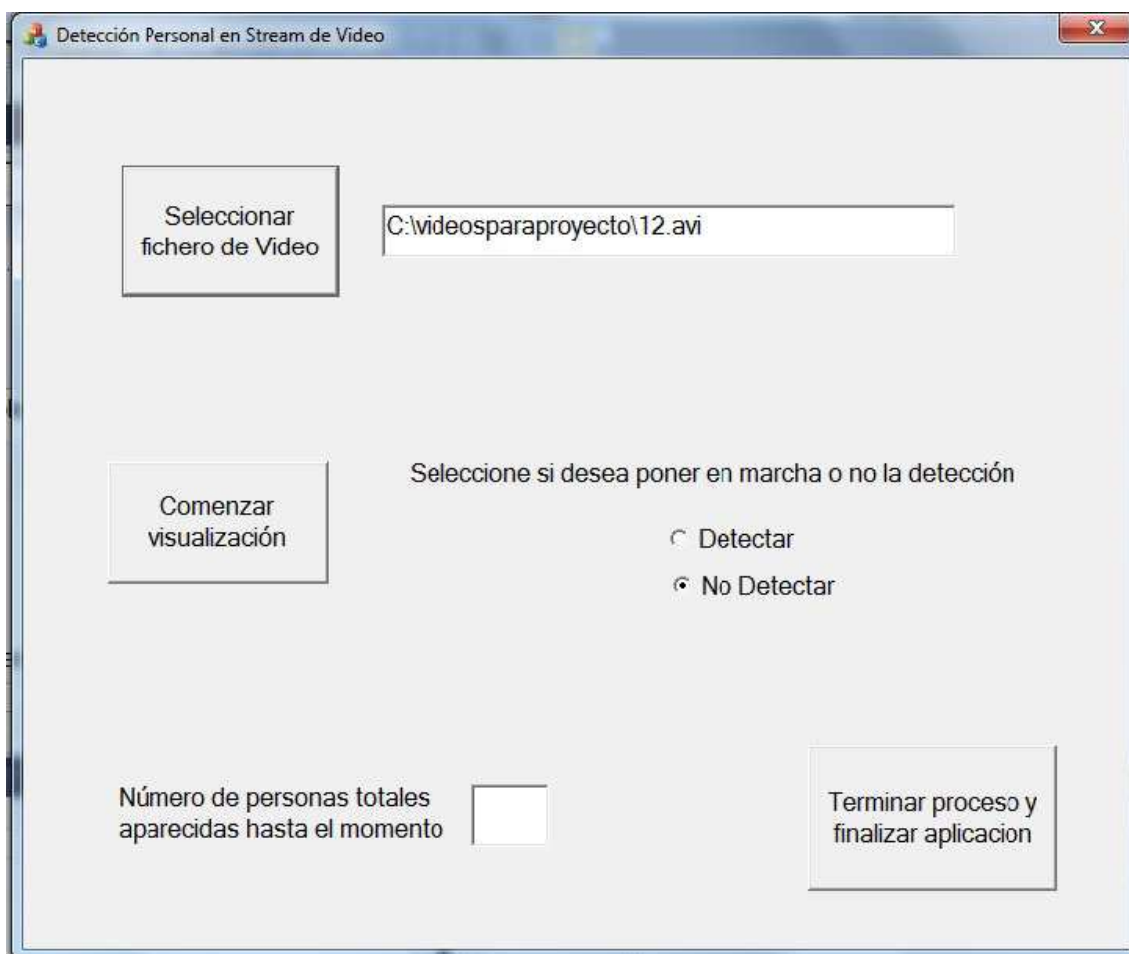 Detección Personal en Stream de Video
Seleccionar
fichero de Video
C:\videosparaproyecto\12.avi
Comenzar
visualización
Seleccione si desea poner en marcha o no la detección
Detectar
No Detectar
Número de personas totales
aparecidas hasta el momento
Terminar proceso y
finalizar aplicacion